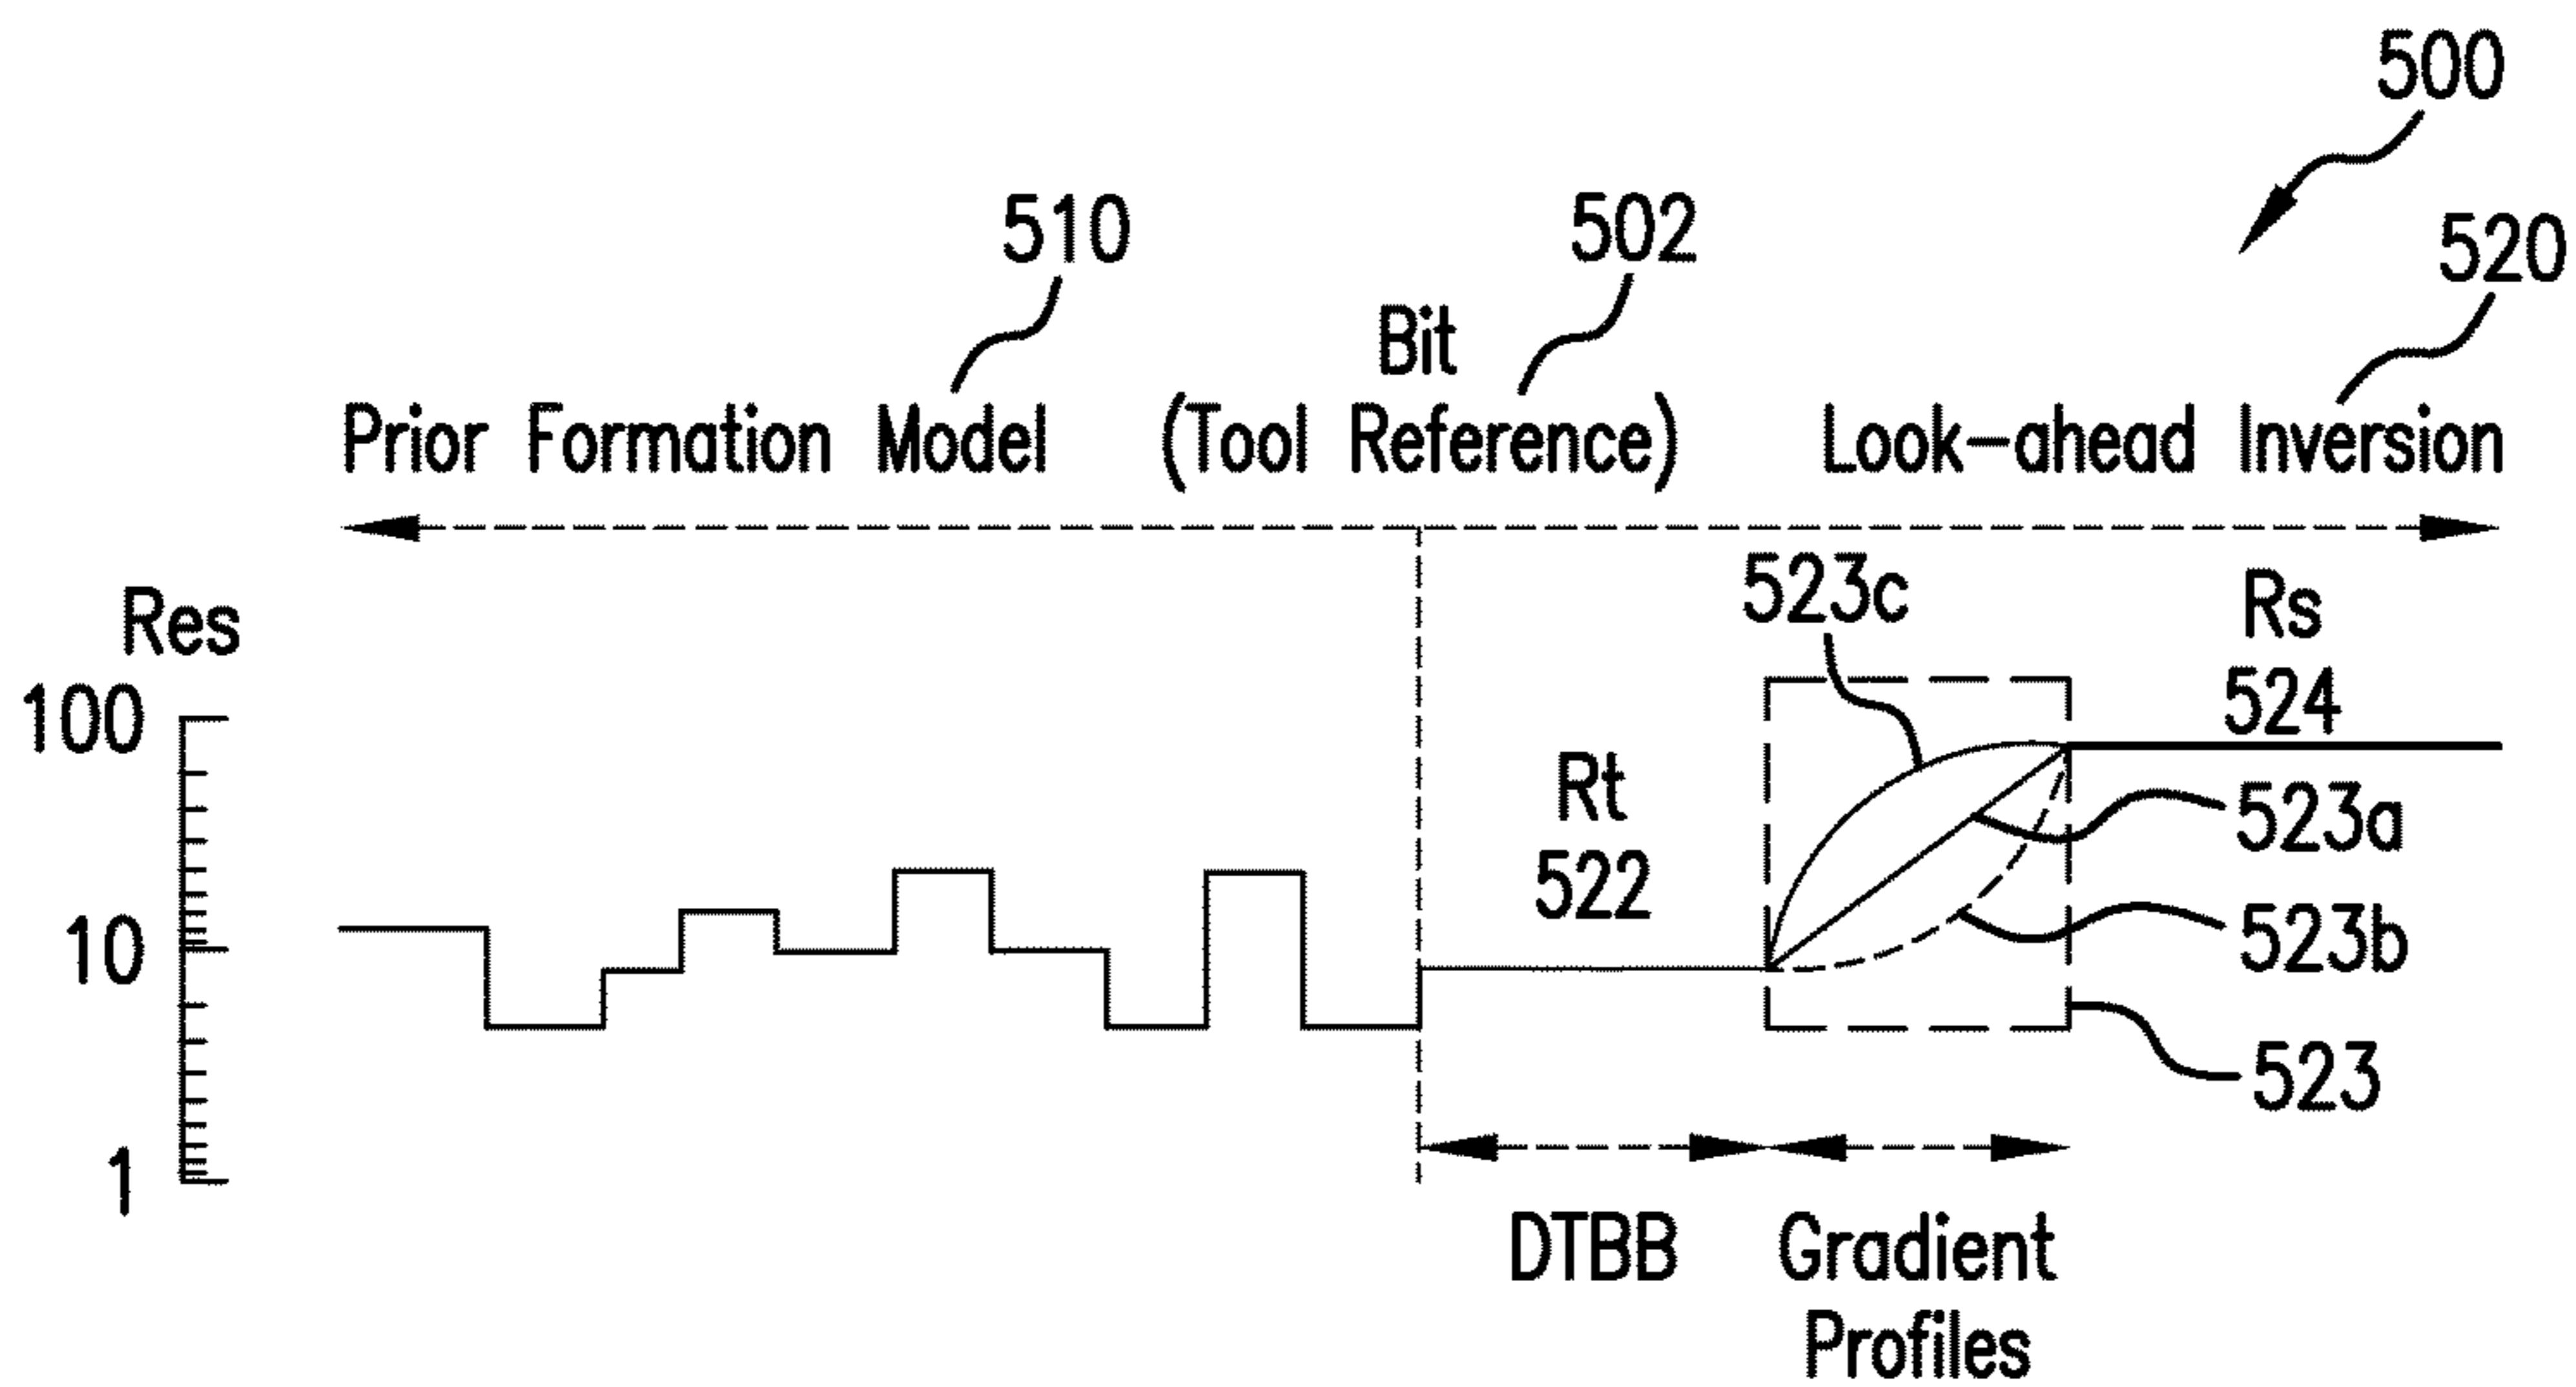 500
510
502
520
Bit
Prior Formation Model (Tool Reference) Look-ahead Inversion
Res
523c
Rs
524
100
Rt
522
523a
523b
10
523
1
DTBB
Gradient
Profiles